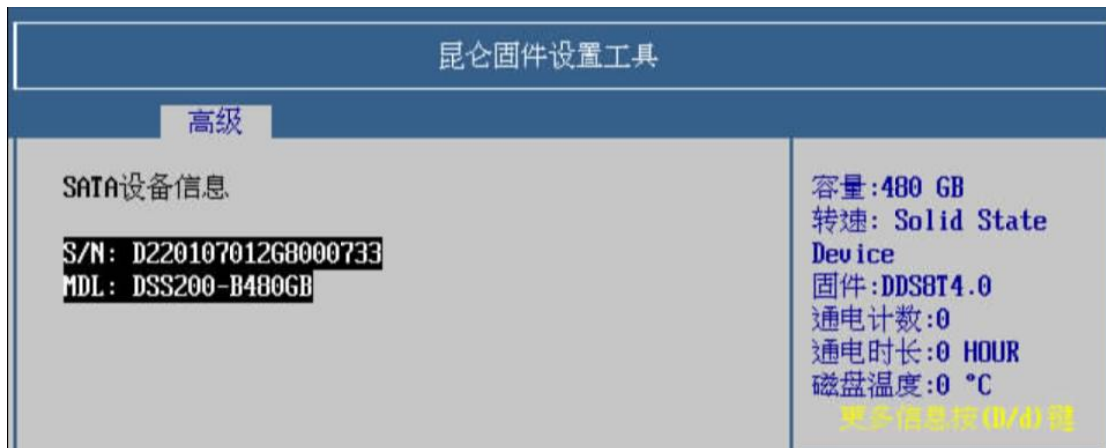 昆仑固件设置工具
高级
SATA设备信息
S/N: D220107012G8000733
MDL: DSS200-B480GB
容量:480 GB
转速: Solid State
Device
固件:DDS8T4.0
通电计数:0
通电时长:0 HOUR
磁盘温度:0 °C
更多信息按(D/d)键